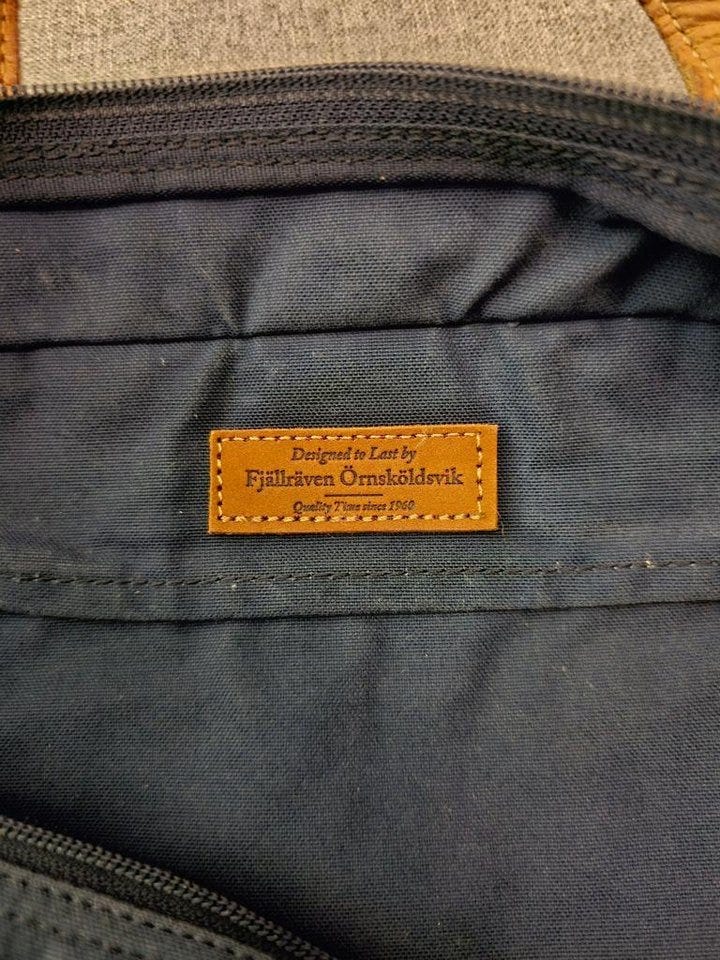 Designed to Last by
Fjällräven Örnsköldsvik
Quality Time since 1960